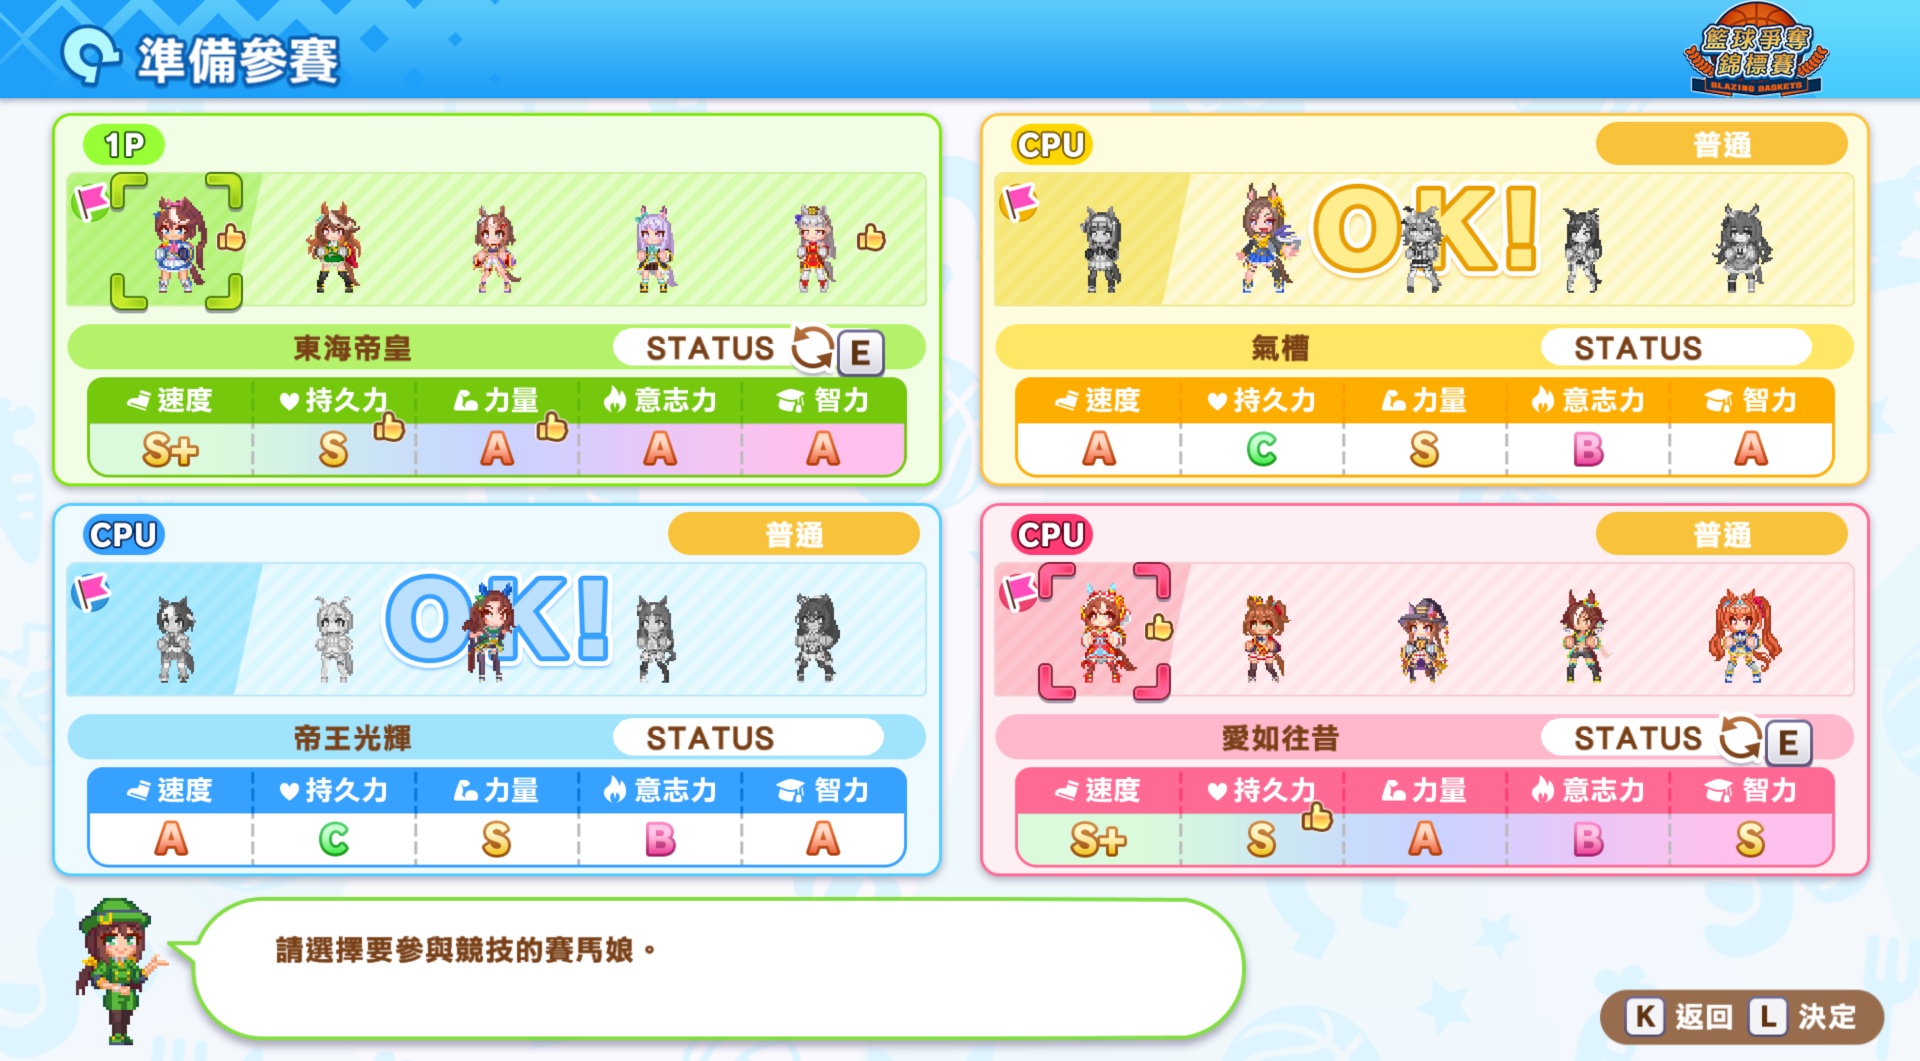 準備參賽
籃球爭奪
錦標賽
BLAZING BASKETS
1P
東海帝皇 STATUS E
速度 持久力 力量 意志力 智力
S+ S A A A
CPU 普通
OK!
氣槽 STATUS
速度 持久力 力量 意志力 智力
A C S B A
CPU 普通
OK!
帝王光輝 STATUS
速度 持久力 力量 意志力 智力
A C S B A
CPU 普通
愛如往昔 STATUS E
速度 持久力 力量 意志力 智力
S+ S A B S
請選擇要參與競技的賽馬娘。
K 返回 L 決定